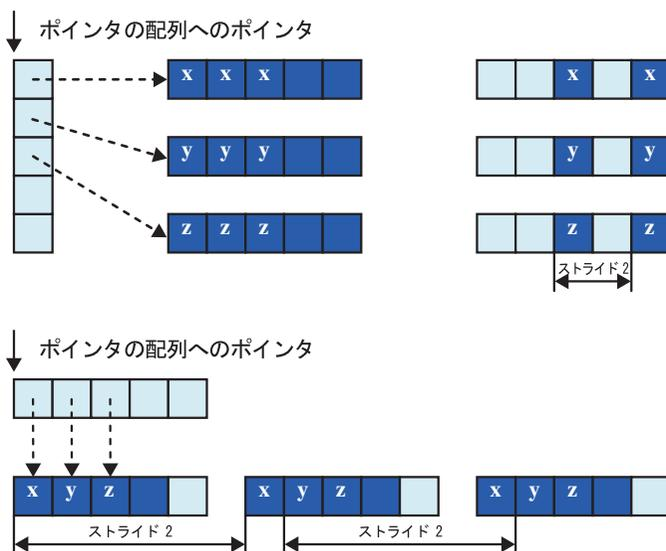 ポインタの配列へのポインタ
x x x x x
y y y y y
z z z z z
ストライド 2
ポインタの配列へのポインタ
x y z x y z x y z
ストライド 2 ストライド 2